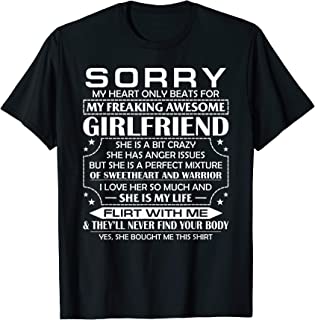 SORRY
MY HEART ONLY BEATS FOR
MY FREAKING AWESOME
GIRLFRIEND
SHE IS A BIT CRAZY
SHE HAS ANGER ISSUES
BUT SHE IS A PERFECT MIXTURE
OF SWEETHEART AND WARRIOR
I LOVE HER SO MUCH AND
SHE IS MY LIFE
FLIRT WITH ME
& THEY'LL NEVER FIND YOUR BODY
YES, SHE BOUGHT ME THIS SHIRT